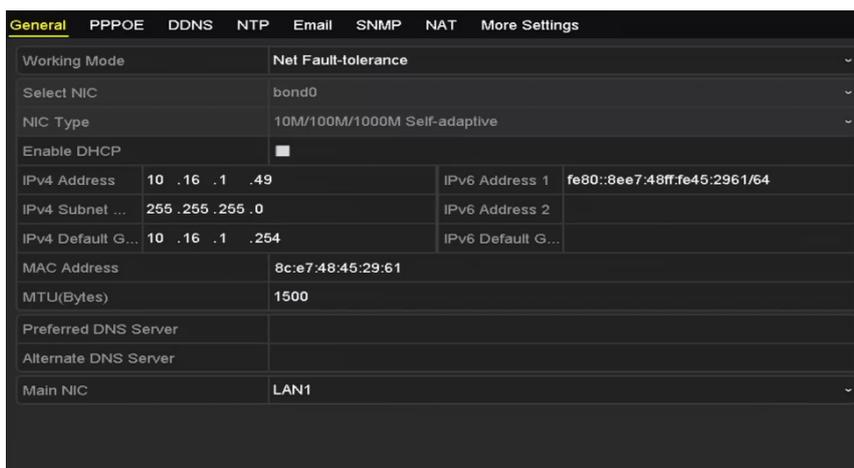 General PPPOE DDNS NTP Email SNMP NAT More Settings
Working Mode Net Fault-tolerance
Select NIC bond0
NIC Type 10M/100M/1000M Self-adaptive
Enable DHCP
IPv4 Address 10 .16 .1 .49 IPv6 Address 1 fe80::8ee7:48ff:fe45:2961/64
IPv4 Subnet ... 255.255.255.0 IPv6 Address 2
IPv4 Default G... 10 .16 .1 .254 IPv6 Default G...
MAC Address 8c:e7:48:45:29:61
MTU(Bytes) 1500
Preferred DNS Server
Alternate DNS Server
Main NIC LAN1